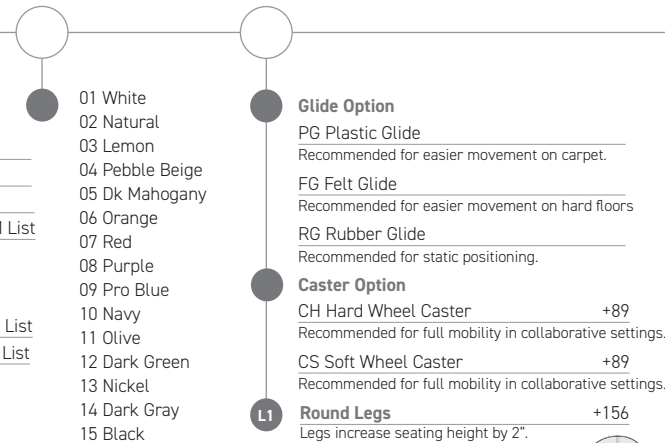 List
List
List
01 White
02 Natural
03 Lemon
04 Pebble Beige
05 Dk Mahogany
06 Orange
07 Red
08 Purple
09 Pro Blue
10 Navy
11 Olive
12 Dark Green
13 Nickel
14 Dark Gray
15 Black
Glide Option
PG Plastic Glide
Recommended for easier movement on carpet.
FG Felt Glide
Recommended for easier movement on hard floors
RG Rubber Glide
Recommended for static positioning.
Caster Option
CH Hard Wheel Caster +89
Recommended for full mobility in collaborative settings.
CS Soft Wheel Caster +89
Recommended for full mobility in collaborative settings.
L1 Round Legs +156
Legs increase seating height by 2".